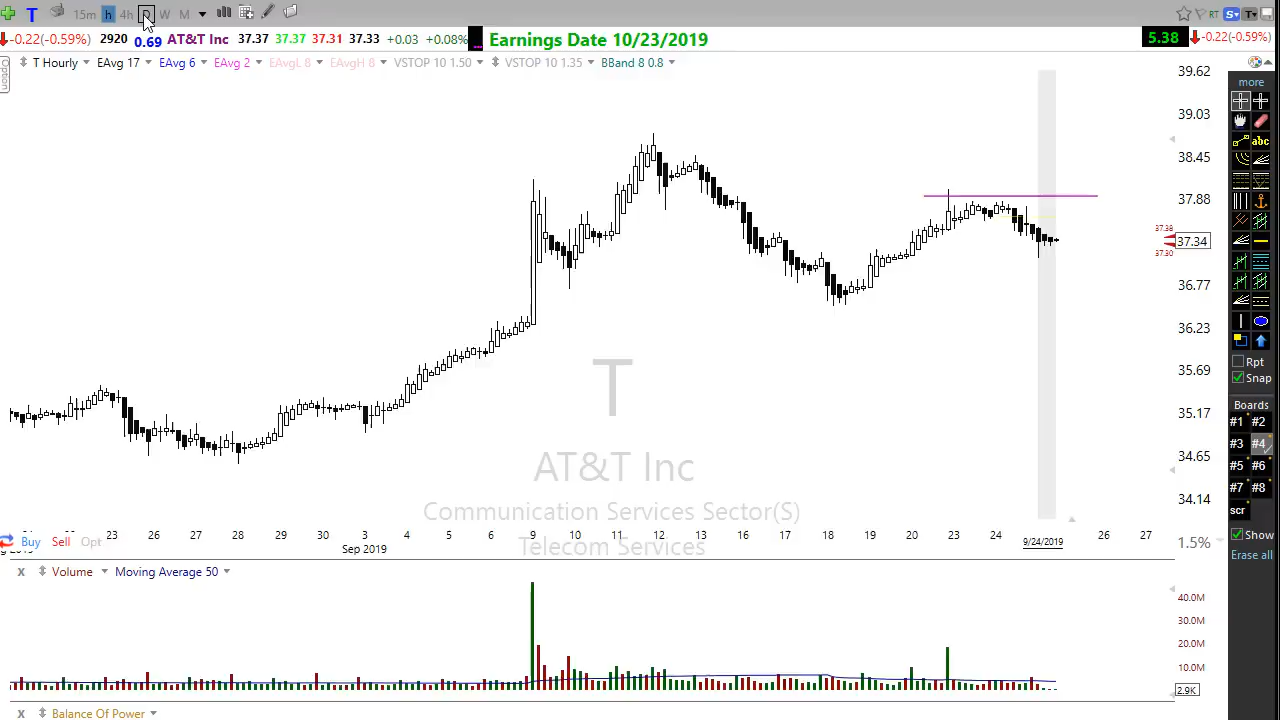 T 15m h 4h D W M RT S T
-0.22(-0.59%) 2920 0.69 AT&T Inc 37.37 37.37 37.31 37.33 +0.03 +0.08% Earnings Date 10/23/2019 5.38 -0.22(-0.59%)
Option T Hourly EAvg 17 EAvg 6 EAvg 2 EAvgL 8 EAvgH 8 VSTOP 10 1.50 VSTOP 10 1.35 BBand 8 0.8
39.62
39.03
38.45
37.88
37.38
37.34
37.30
36.77
36.23
35.69
35.17
34.65
34.14
T
AT&T Inc
Communication Services Sector(S)
Telecom Services
23 26 27 28 29 30 3 4 5 6 9 10 11 12 13 16 17 18 19 20 23 24 9/24/2019 26 27
Sep 2019
Buy Sell Opt
1.5%
x Volume Moving Average 50
40.0M
30.0M
20.0M
10.0M
2.9K
x Balance Of Power
more
abc
Rpt
Snap
Boards
#1 #2
#3 #4
#5 #6
#7 #8
scr
Show
Erase all